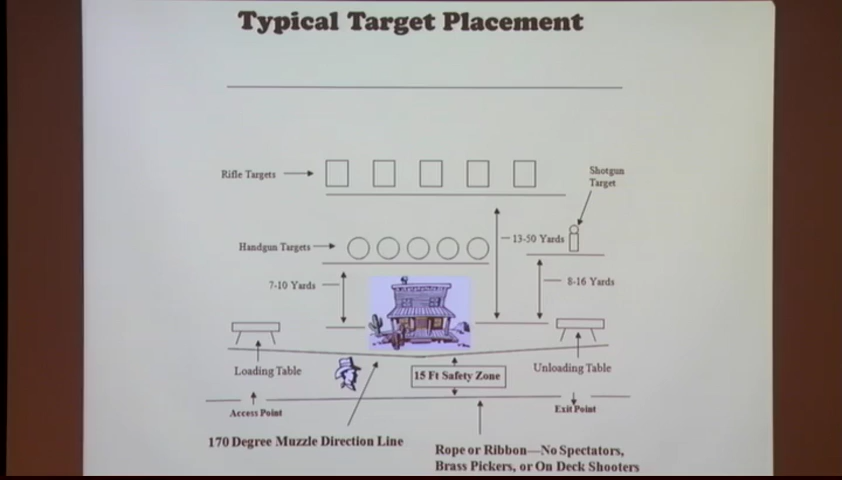 Typical Target Placement
Rifle Targets
Shotgun
Target
Handgun Targets
13-50 Yards
7-10 Yards
8-16 Yards
Loading Table
15 Ft Safety Zone
Unloading Table
Access Point
Exit Point
170 Degree Muzzle Direction Line
Rope or Ribbon—No Spectators,
Brass Pickers, or On Deck Shooters